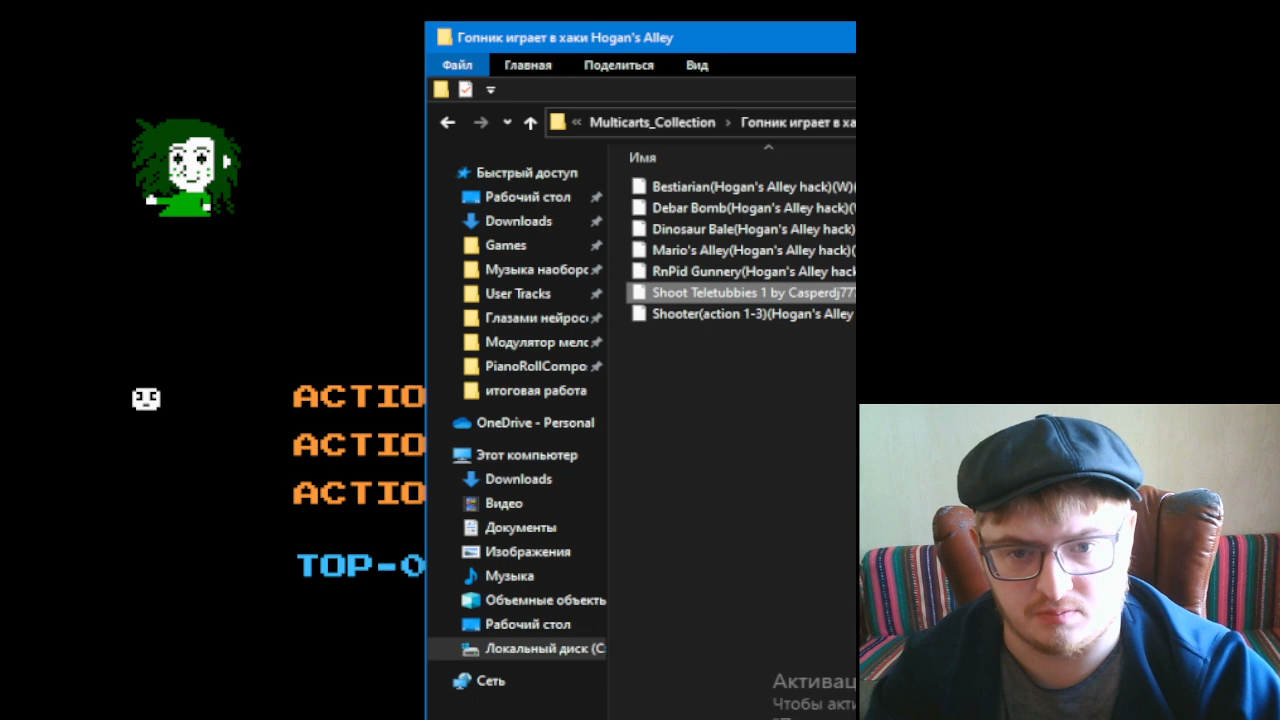 Гопник играет в хаки Hogan's Alley
Файл Главная Поделиться Вид
« Multicarts_Collection › Гопник играет в ха
Имя
Быстрый доступ
Рабочий стол
Downloads
Games
Музыка наоборо
User Tracks
Глазами нейрос
Модулятор мело
PianoRollCompo
итоговая работа
OneDrive - Personal
Этот компьютер
Downloads
Видео
Документы
Изображения
Музыка
Объемные объекты
Рабочий стол
Локальный диск (C
Сеть
Bestiarian(Hogan's Alley hack)(W)(
Debar Bomb(Hogan's Alley hack)(
Dinosaur Bale(Hogan's Alley hack)
Mario's Alley(Hogan's Alley hack)(
RnPid Gunnery(Hogan's Alley hack
Shoot Teletubbies 1 by Casperdj77
Shooter(action 1-3)(Hogan's Alley
ACTIO
ACTIO
ACTIO
TOP-0
Активац
Чтобы акти